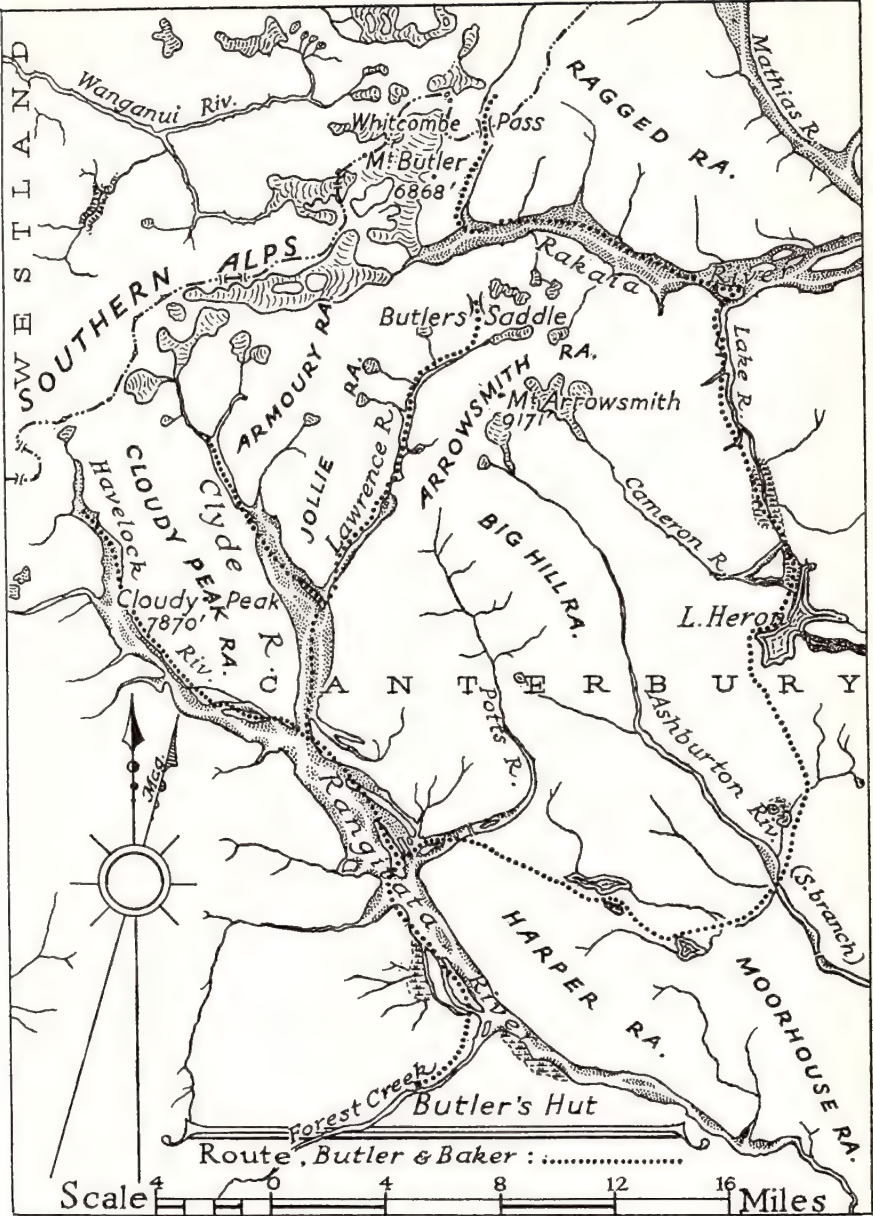 WESTLAND
Wanganui Riv.
Whitcombe Pass
Mt. Butler
6868'
RAGGED RA.
Mathias R.
SOUTHERN ALPS
Rakaia River
Butlers' Saddle
ARMOURY RA.
JOLLIE RA.
Lawrence R.
ARROWSMITH RA.
Mt. Arrowsmith
9171'
Lake R.
Cameron R.
CLOUDY PEAK RA.
Havelock Riv.
Clyde R.
Cloudy Peak
7870'
BIG HILL RA.
L. Heron
CANTERBURY
Potts R.
Ashburton Riv.
(S. branch)
Mag.
Rangitata River
HARPER RA.
MOORHOUSE RA.
Forest Creek
Butler's Hut
Route, Butler & Baker :
Scale 4 0 4 8 12 16 Miles